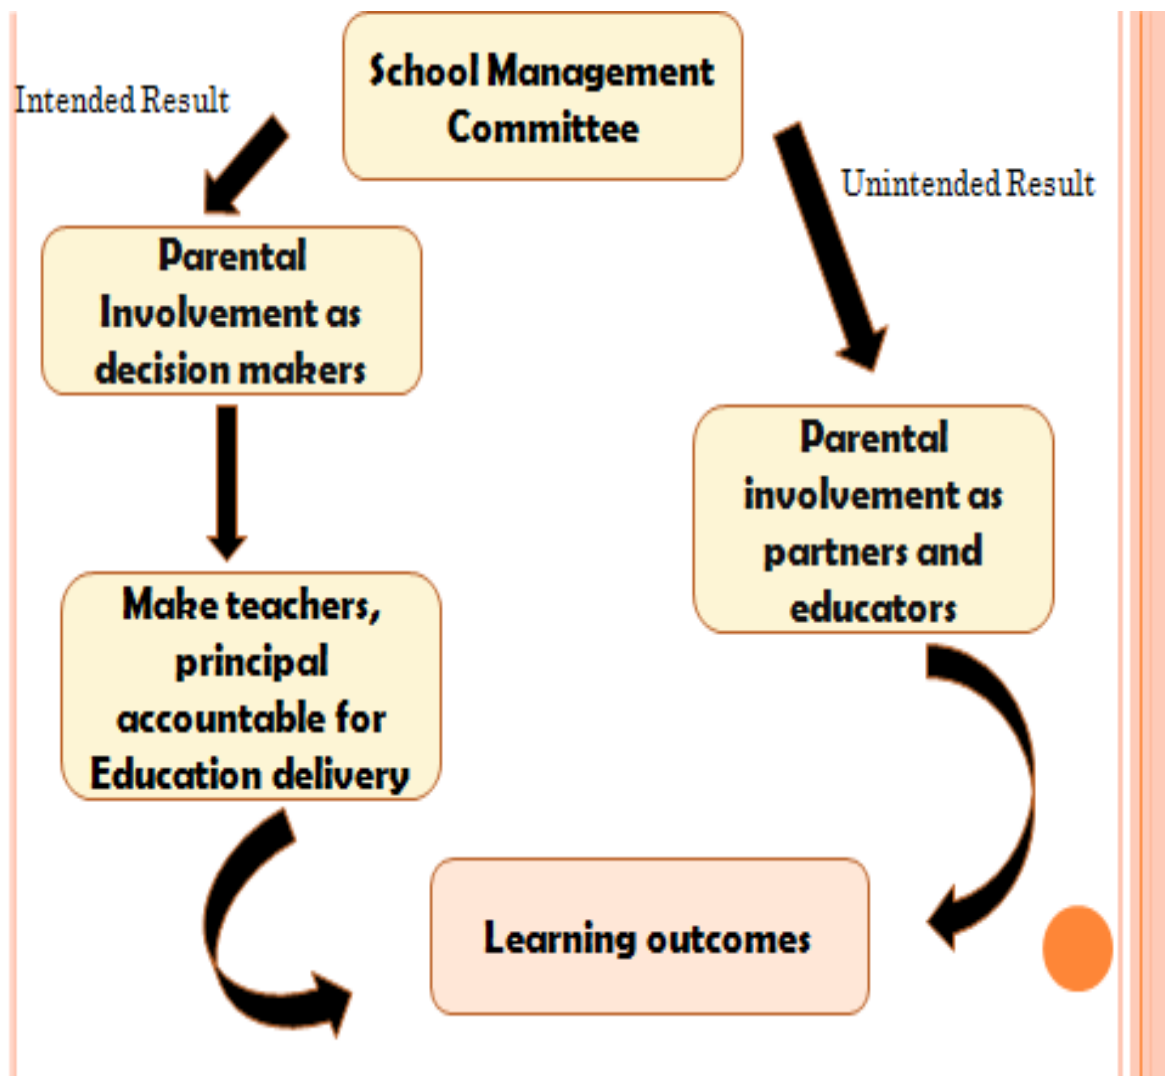 School Management
Committee
Intended Result
Unintended Result
Parental
Involvement as
decision makers
Parental
involvement as
partners and
educators
Make teachers,
principal
accountable for
Education delivery
Learning outcomes